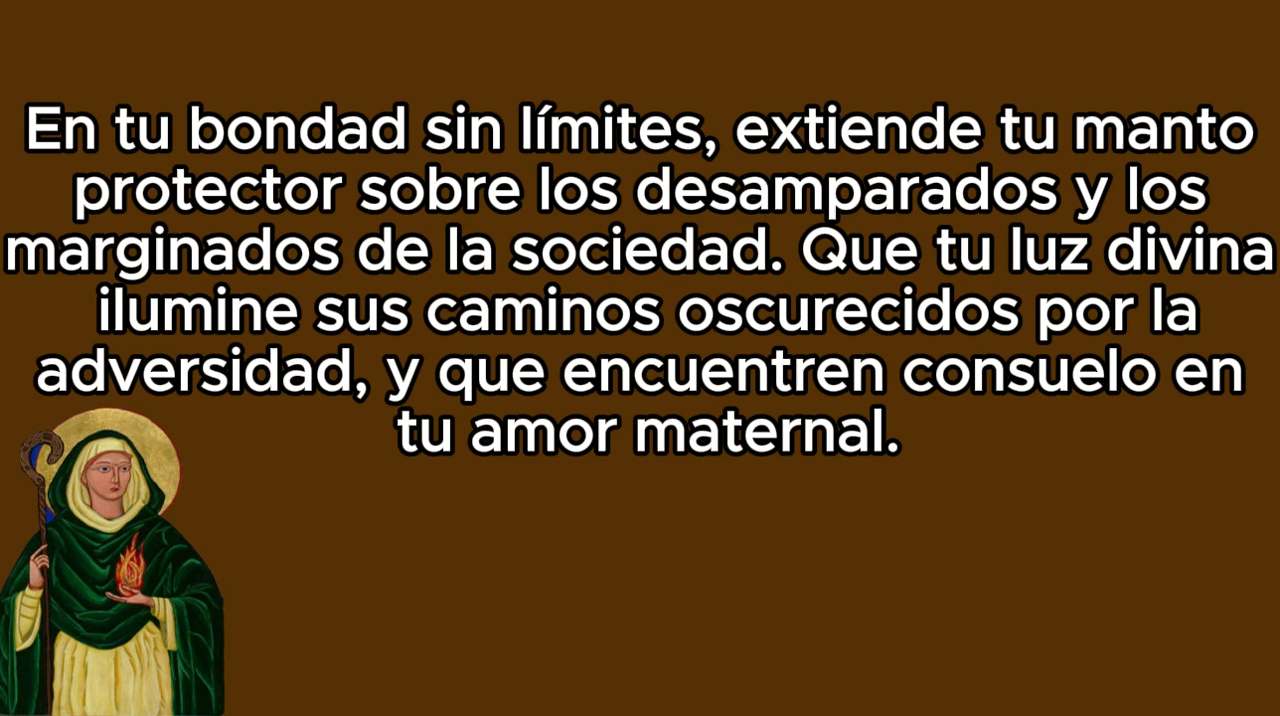 En tu bondad sin límites, extiende tu manto
protector sobre los desamparados y los
marginados de la sociedad. Que tu luz divina
ilumine sus caminos oscurecidos por la
adversidad, y que encuentren consuelo en
tu amor maternal.